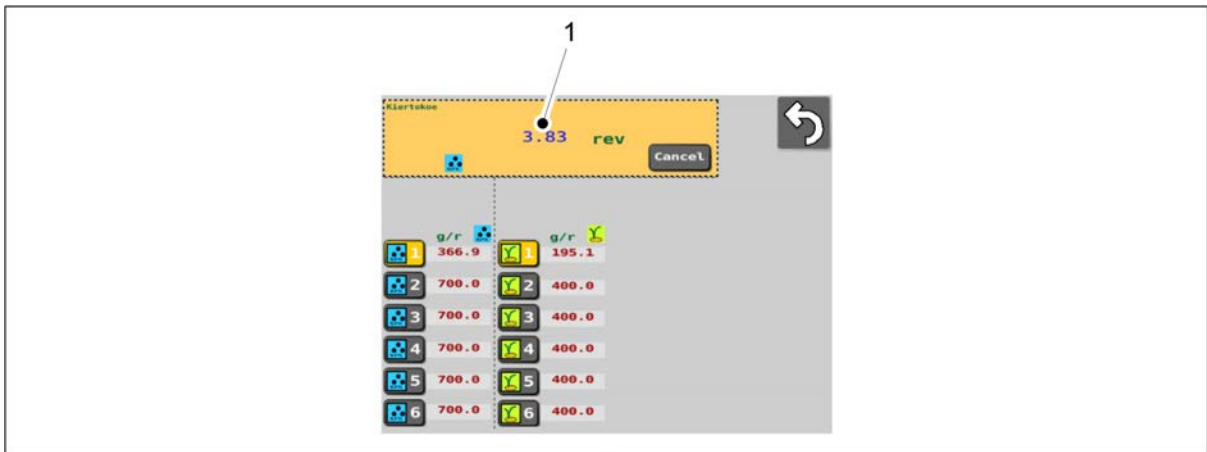 1
Kiertokoe
3.83 rev
Cancel
g/r g/r
1 366.9 1 195.1
2 700.0 2 400.0
3 700.0 3 400.0
4 700.0 4 400.0
5 700.0 5 400.0
6 700.0 6 400.0